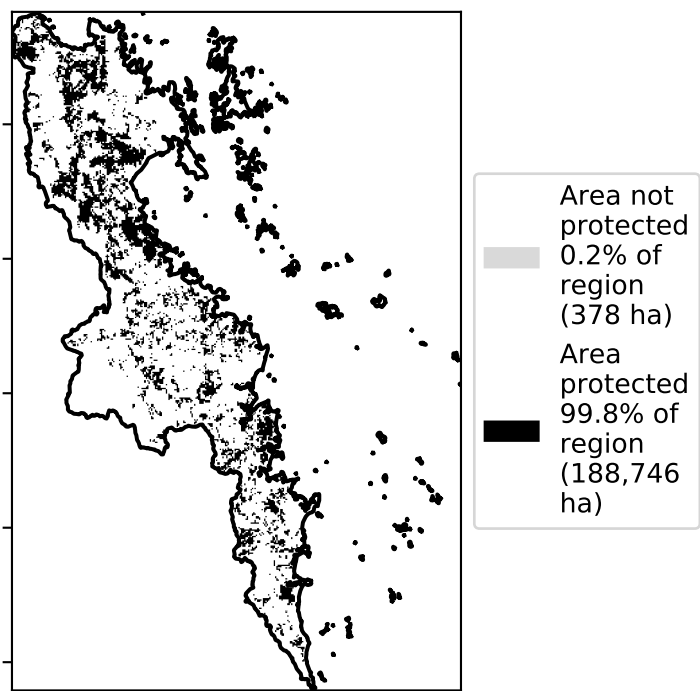 Area not
protected
0.2% of
region
(378 ha)
Area
protected
99.8% of
region
(188,746
ha)